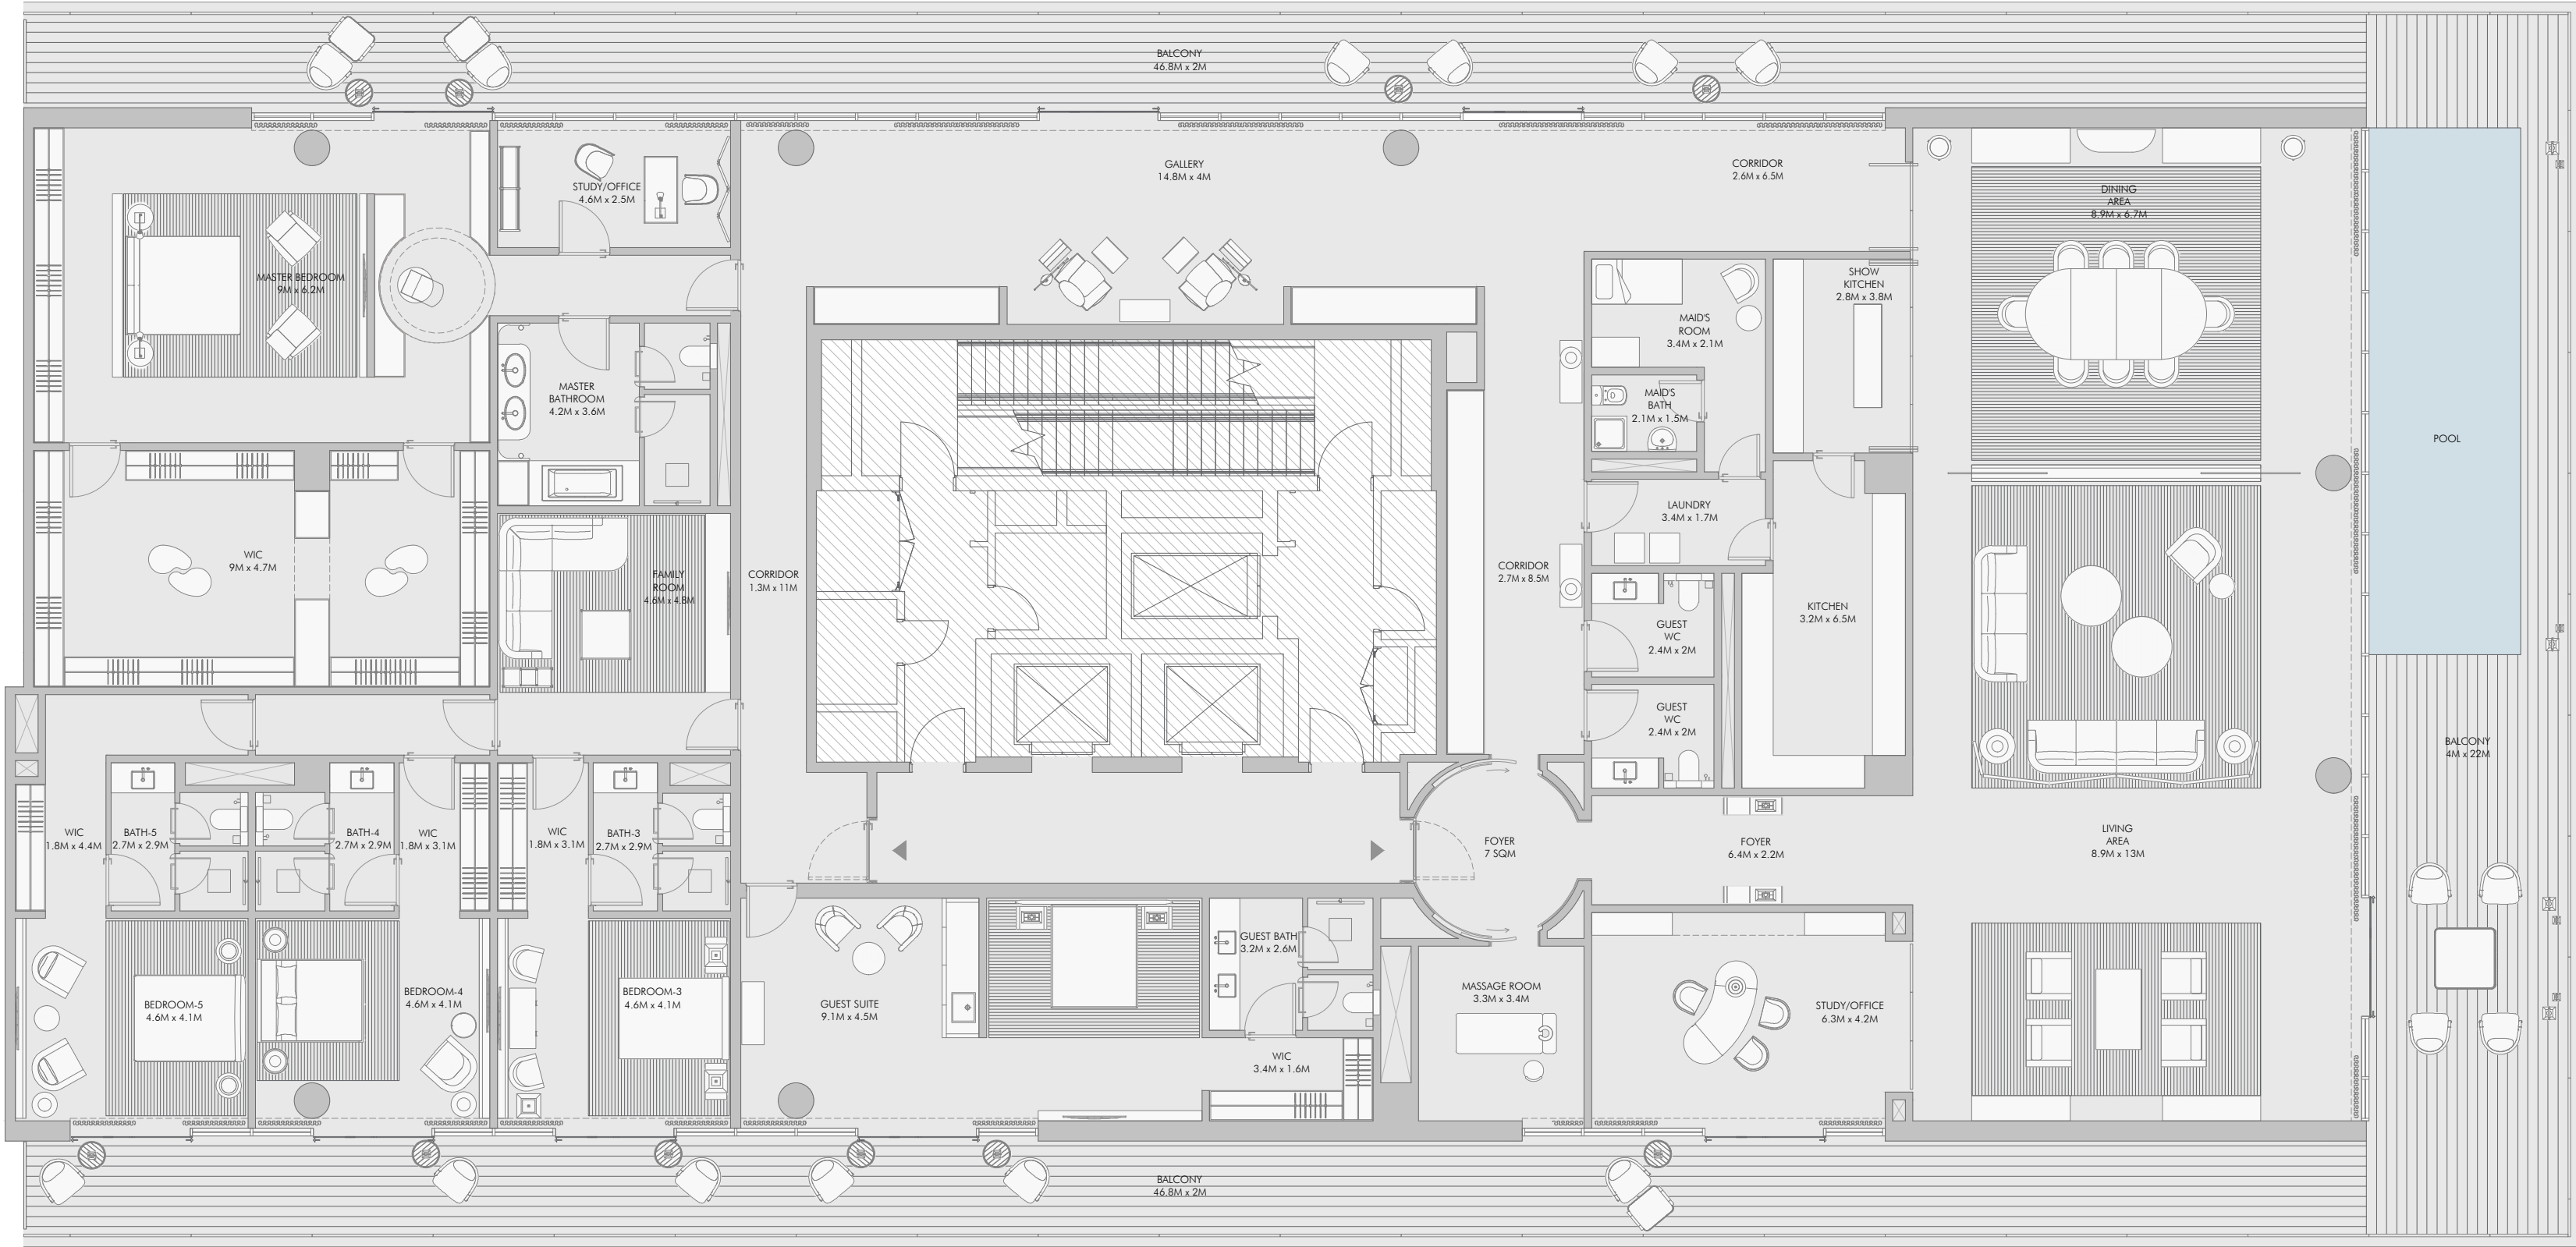 BALCONY
46.8M x 2M
GALLERY
14.8M x 4M
CORRIDOR
2.6M x 6.5M
STUDY/OFFICE
4.6M x 2.5M
DINING
AREA
8.9M x 6.7M
MASTER BEDROOM
9M x 6.2M
SHOW
KITCHEN
2.8M x 3.8M
MAID'S
ROOM
3.4M x 2.1M
MASTER
BATHROOM
4.2M x 3.6M
MAID'S
BATH
2.1M x 1.5M
POOL
LAUNDRY
3.4M x 1.7M
WIC
9M x 4.7M
FAMILY
ROOM
4.6M x 4.8M
CORRIDOR
1.3M x 11M
CORRIDOR
2.7M x 8.5M
KITCHEN
3.2M x 6.5M
GUEST
WC
2.4M x 2M
GUEST
WC
2.4M x 2M
BALCONY
4M x 22M
WIC
1.8M x 4.4M
BATH-5
2.7M x 2.9M
BATH-4
2.7M x 2.9M
WIC
1.8M x 3.1M
WIC
1.8M x 3.1M
BATH-3
2.7M x 2.9M
FOYER
7 SQM
FOYER
6.4M x 2.2M
LIVING
AREA
8.9M x 13M
GUEST BATH
3.2M x 2.6M
BEDROOM-5
4.6M x 4.1M
BEDROOM-4
4.6M x 4.1M
BEDROOM-3
4.6M x 4.1M
GUEST SUITE
9.1M x 4.5M
MASSAGE ROOM
3.3M x 3.4M
STUDY/OFFICE
6.3M x 4.2M
WIC
3.4M x 1.6M
BALCONY
46.8M x 2M